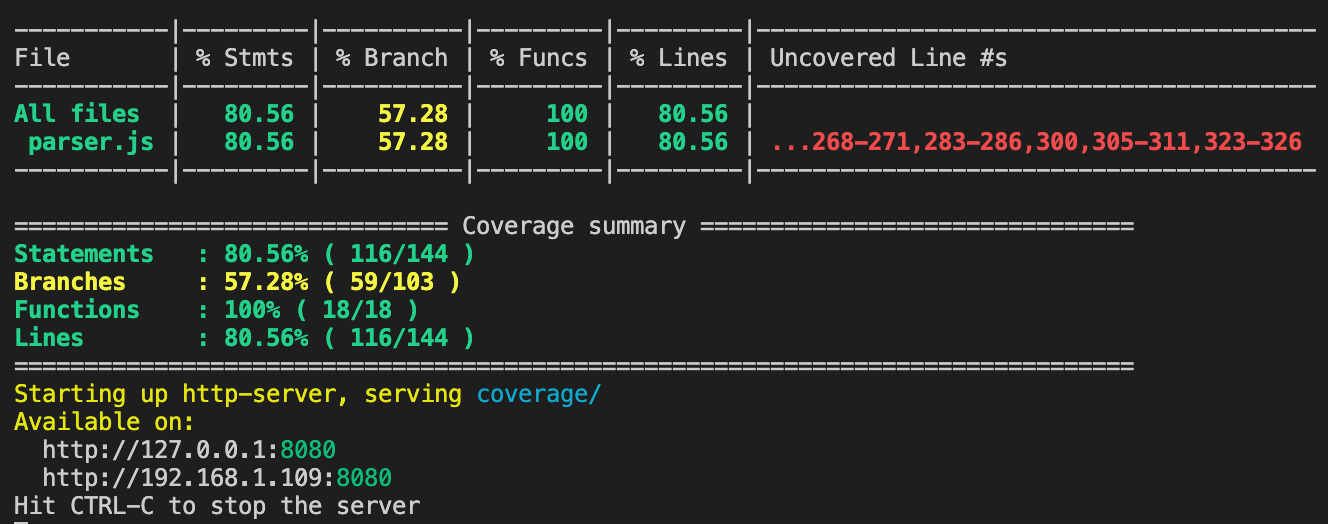 -----------|---------|----------|---------|---------|----------------------------------------
File       | % Stmts | % Branch | % Funcs | % Lines | Uncovered Line #s
-----------|---------|----------|---------|---------|----------------------------------------
All files  |   80.56 |    57.28 |     100 |   80.56 |
 parser.js |   80.56 |    57.28 |     100 |   80.56 | ...268-271,283-286,300,305-311,323-326
-----------|---------|----------|---------|---------|----------------------------------------
=============================== Coverage summary ===============================
Statements   : 80.56% ( 116/144 )
Branches     : 57.28% ( 59/103 )
Functions    : 100% ( 18/18 )
Lines        : 80.56% ( 116/144 )
================================================================================
Starting up http-server, serving coverage/
Available on:
  http://127.0.0.1:8080
  http://192.168.1.109:8080
Hit CTRL-C to stop the server